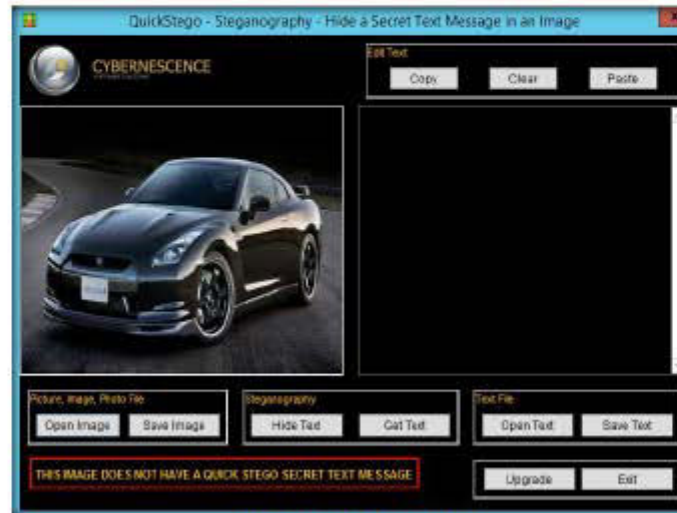 QuickStego - Steganography - Hide a Secret Text Message in an Image
CYBERNESCENCE
Edit Text
Copy Clear Paste
Picture, Image, Photo File
Open Image Save Image
Steganography
Hide Text Get Text
Text File
Open Text Save Text
THIS IMAGE DOES NOT HAVE A QUICK STEGO SECRET TEXT MESSAGE
Upgrade Exit